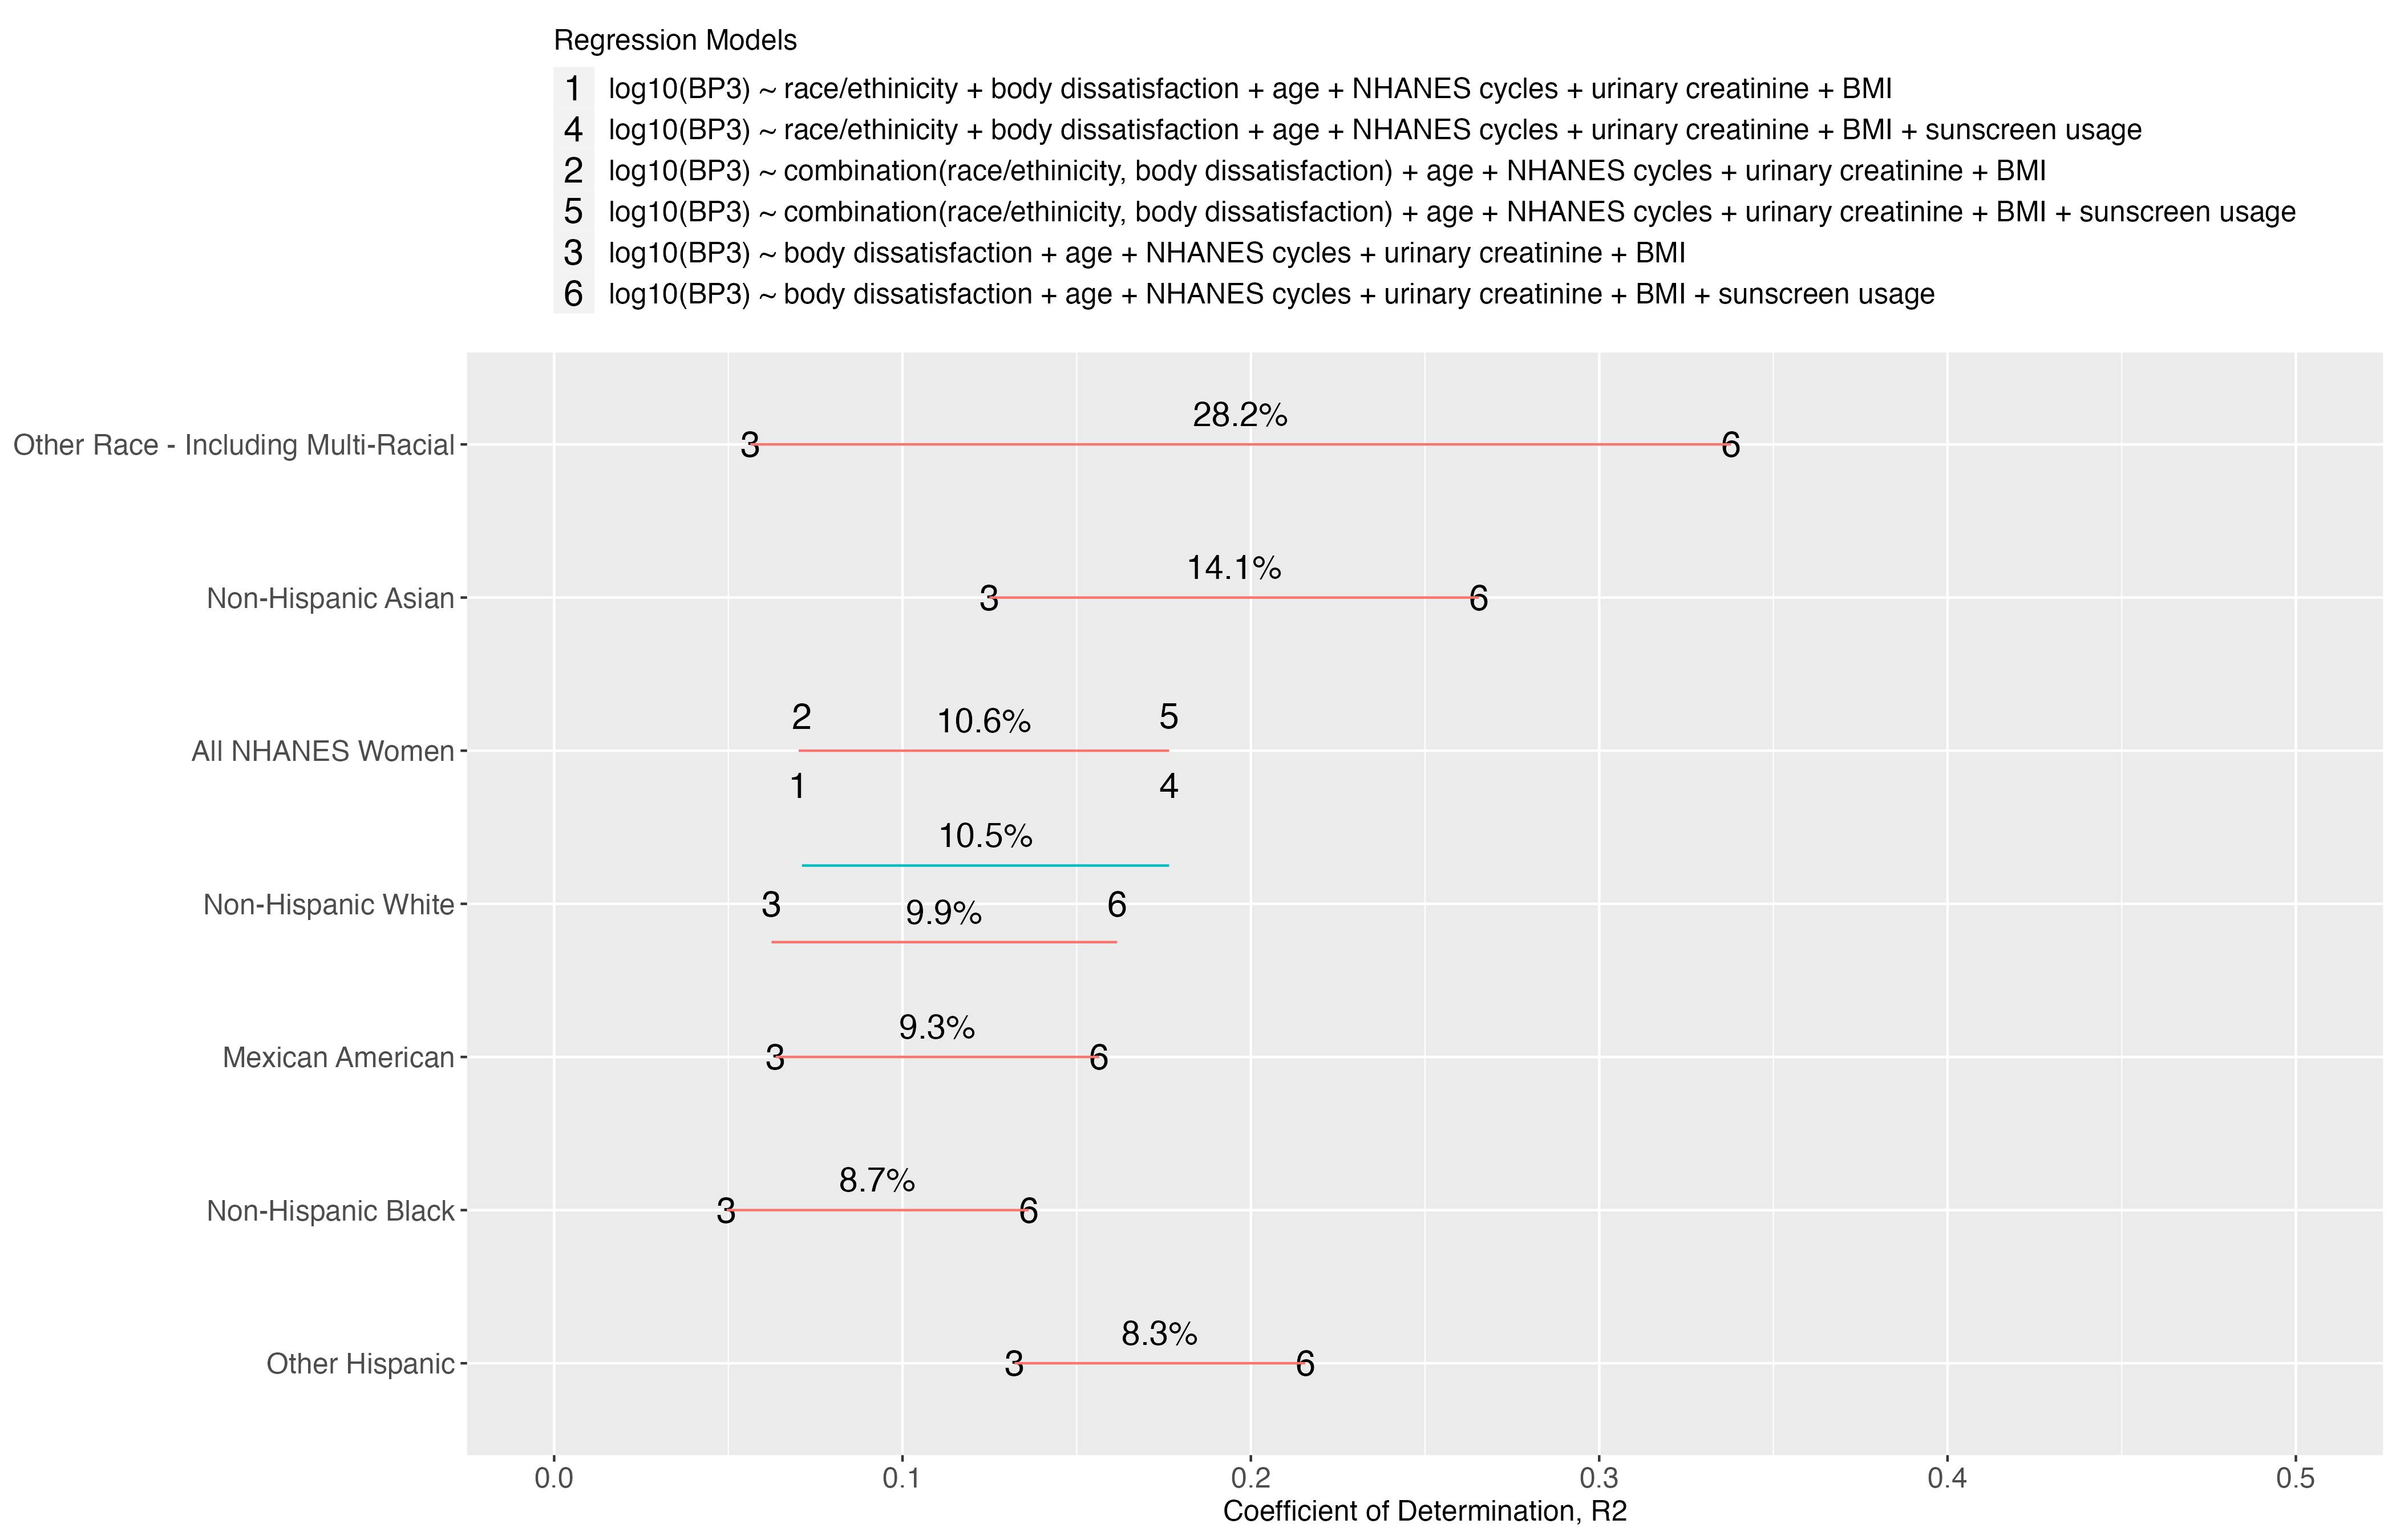 Regression Models
1 log10(BP3) ~ race/ethinicity + body dissatisfaction + age + NHANES cycles + urinary creatinine + BMI
4 log10(BP3) ~ race/ethinicity + body dissatisfaction + age + NHANES cycles + urinary creatinine + BMI + sunscreen usage
2 log10(BP3) ~ combination(race/ethinicity, body dissatisfaction) + age + NHANES cycles + urinary creatinine + BMI
5 log10(BP3) ~ combination(race/ethinicity, body dissatisfaction) + age + NHANES cycles + urinary creatinine + BMI + sunscreen usage
3 log10(BP3) ~ body dissatisfaction + age + NHANES cycles + urinary creatinine + BMI
6 log10(BP3) ~ body dissatisfaction + age + NHANES cycles + urinary creatinine + BMI + sunscreen usage
28.2%
Other Race - Including Multi-Racial 3 6
14.1%
Non-Hispanic Asian 3 6
2 10.6% 5
All NHANES Women
1 4
10.5%
Non-Hispanic White 3 9.9% 6
9.3%
Mexican American 3 6
8.7%
Non-Hispanic Black 3 6
8.3%
Other Hispanic 3 6
0.0 0.1 0.2 0.3 0.4 0.5
Coefficient of Determination, R2